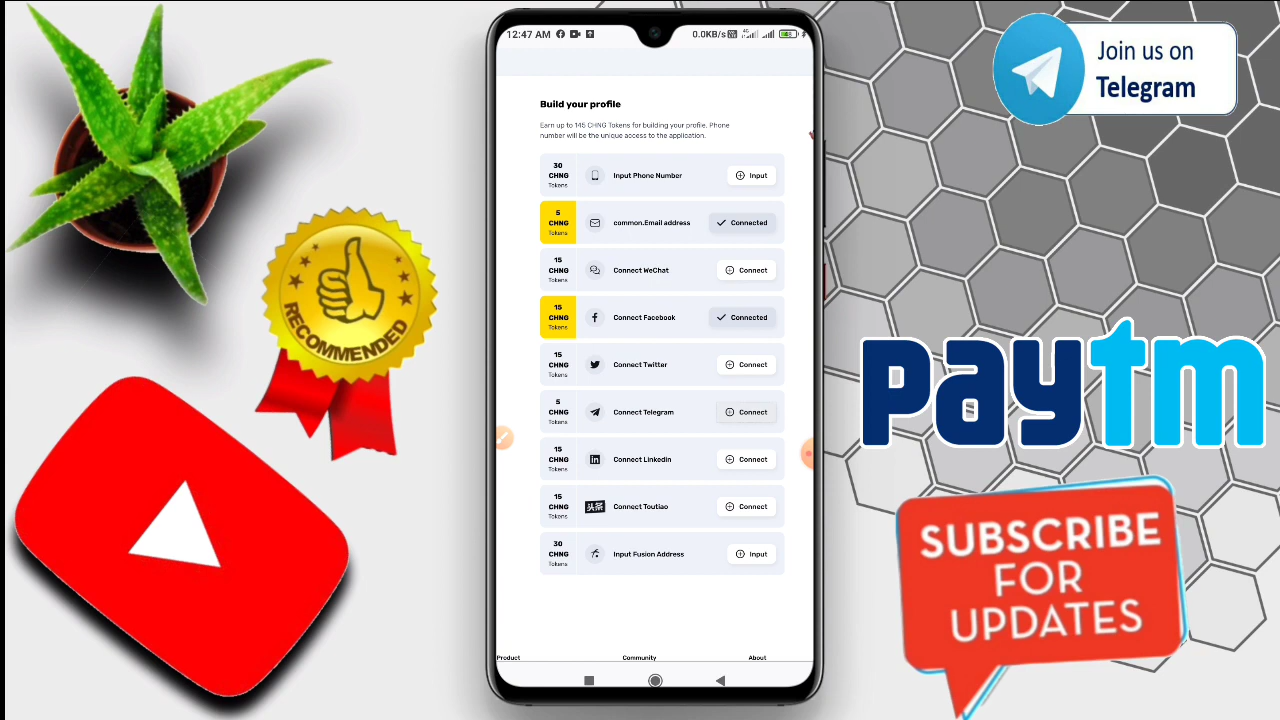 12:47 AM
0.0KB/s
4G
Build your profile
Earn up to 145 CHNG Tokens for building your profile. Phone
number will be the unique access to the application.
30
CHNG
Tokens
Input Phone Number
Input
5
CHNG
Tokens
common.Email address
Connected
15
CHNG
Tokens
Connect WeChat
Connect
15
CHNG
Tokens
Connect Facebook
Connected
15
CHNG
Tokens
Connect Twitter
Connect
5
CHNG
Tokens
Connect Telegram
Connect
15
CHNG
Tokens
Connect Linkedin
Connect
15
CHNG
Tokens
头条
Connect Toutiao
Connect
30
CHNG
Tokens
Input Fusion Address
Input
Product
Community
About
RECOMMENDED
Join us on
Telegram
paytm
SUBSCRIBE
FOR
UPDATES